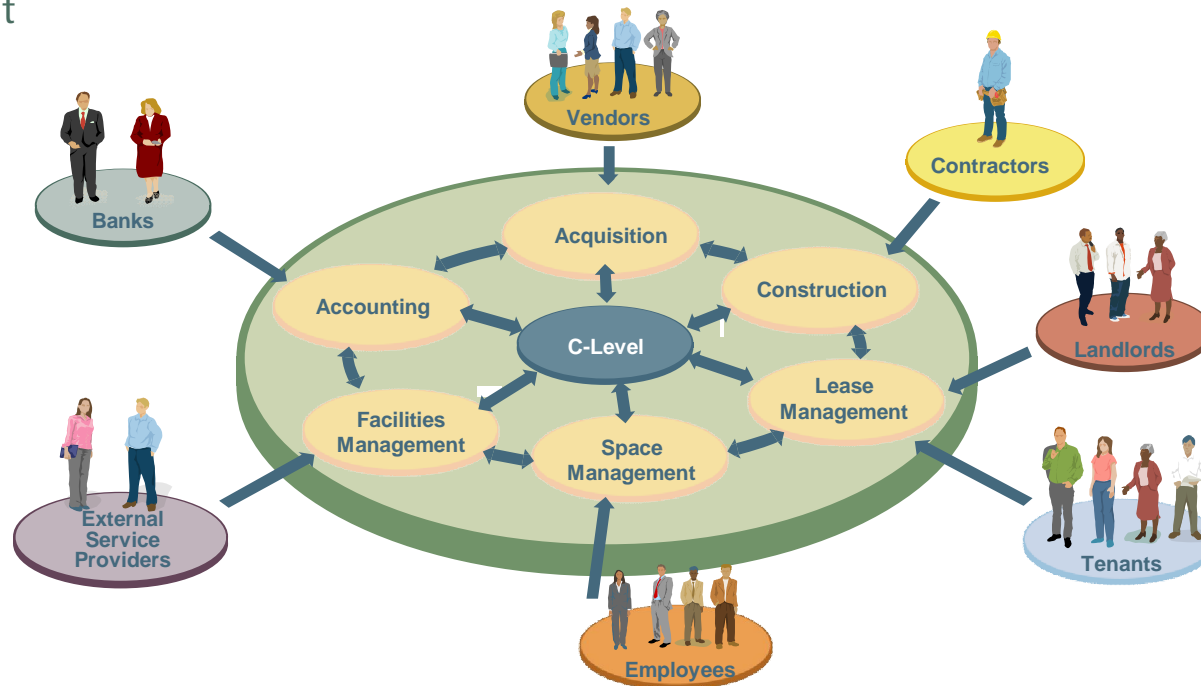 t
Vendors
Contractors
Banks
Acquisition
Construction
Accounting
C-Level
Landlords
Lease
Management
Facilities
Management
Space
Management
External
Service
Providers
Tenants
Employees